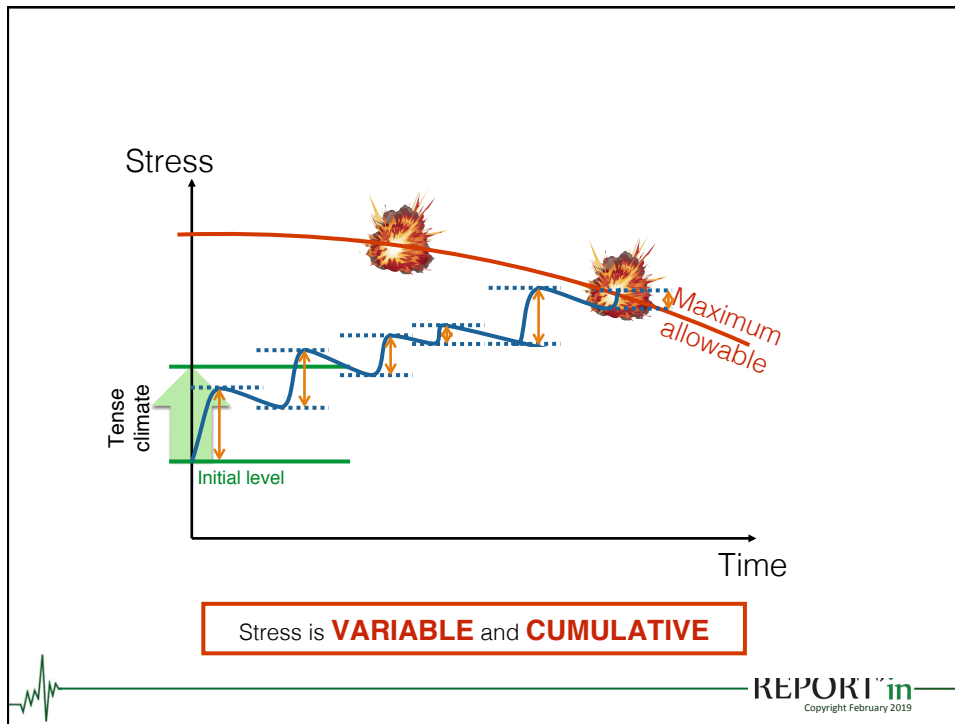 Stress
Maximum
allowable
Tense
climate
Initial level
Time
Stress is VARIABLE and CUMULATIVE
REPORT'in
Copyright February 2019